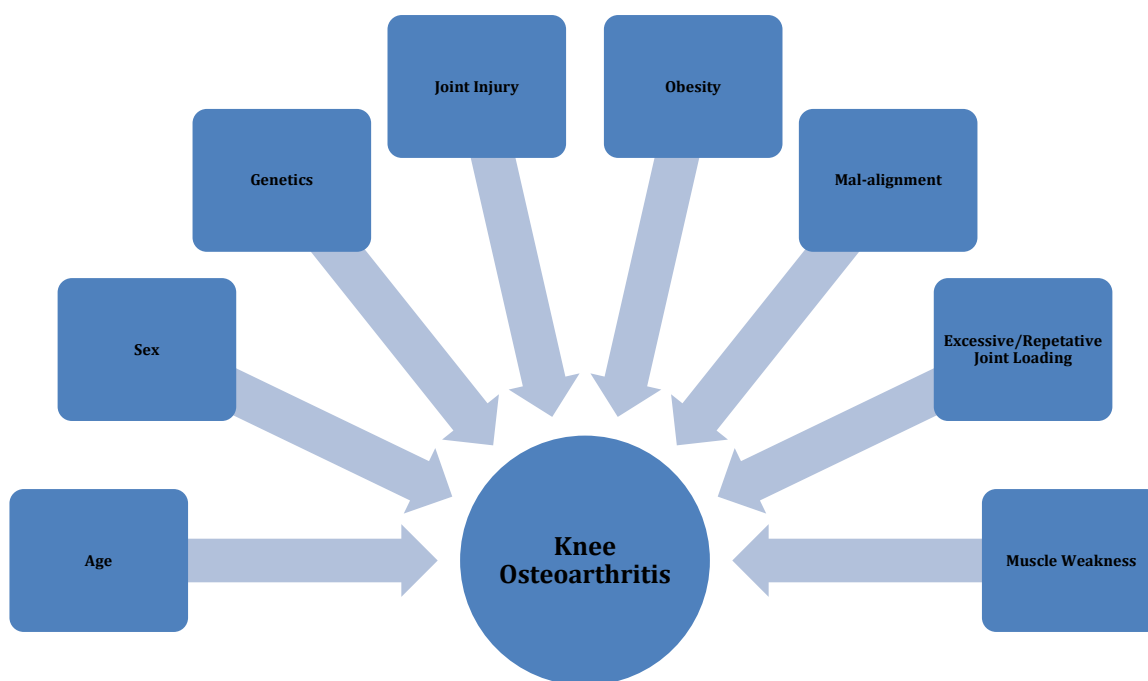 Joint Injury
Obesity
Genetics
Mal-alignment
Sex
Excessive/Repetative
Joint Loading
Age
Knee
Osteoarthritis
Muscle Weakness